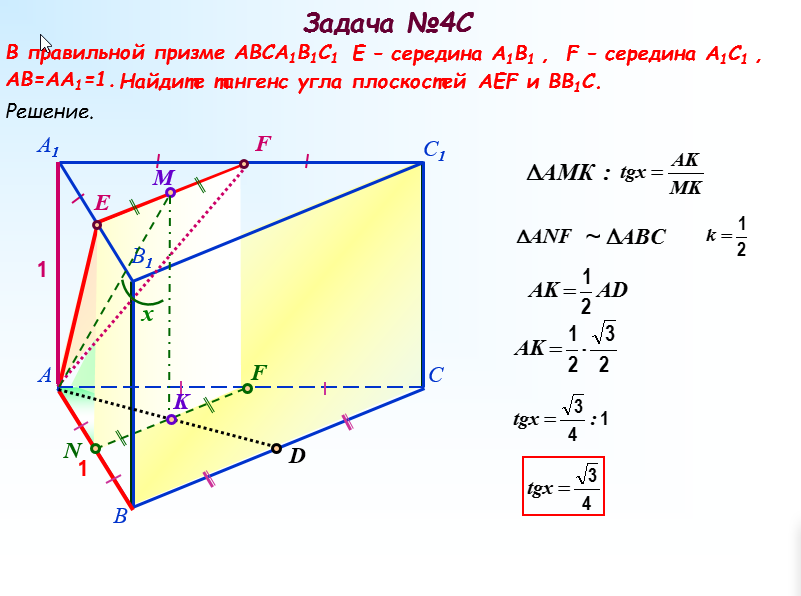 Задача №4C
В правильной призме ABCA₁B₁C₁ E – середина A₁B₁ , F – середина A₁C₁ ,
AB=AA₁=1. Найдите тангенс угла плоскостей AEF и BB₁C.
Решение.
A₁
F
C₁
M
E
B₁
1
x
A
F
C
K
N
1
D
B
ΔAMK : tgx = AK/MK
ΔANF ~ ΔABC k = 1/2
AK = 1/2 AD
AK = 1/2 · √3/2
tgx = √3/4 : 1
tgx = √3/4